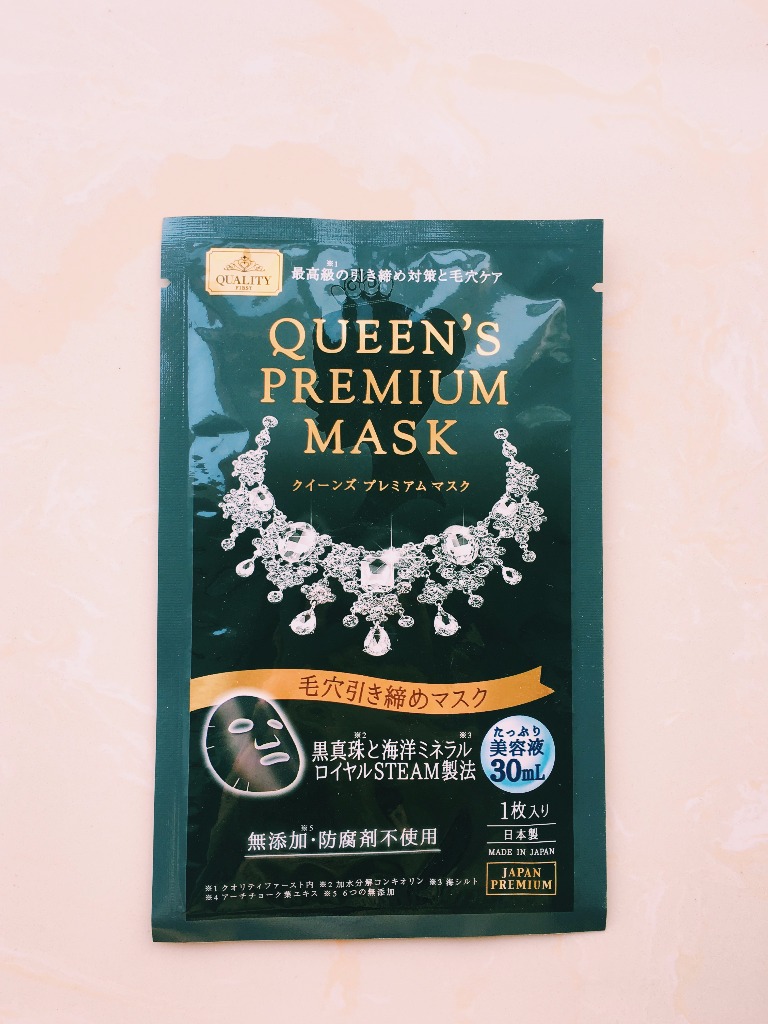 QUALITY
FIRST
※1
最高級の引き締め対策と毛穴ケア
QUEEN'S
PREMIUM
MASK
クイーンズ プレミアム マスク
毛穴引き締めマスク
※2 ※3
黒真珠と海洋ミネラル
ロイヤルSTEAM製法
たっぷり
美容液
30mL
1枚入り
日本製
MADE IN JAPAN
JAPAN
PREMIUM
※5
無添加・防腐剤不使用
※1 クオリティファースト内 ※2 加水分解コンキオリン ※3 海シルト
※4 アーチチョーク葉エキス ※5 6つの無添加